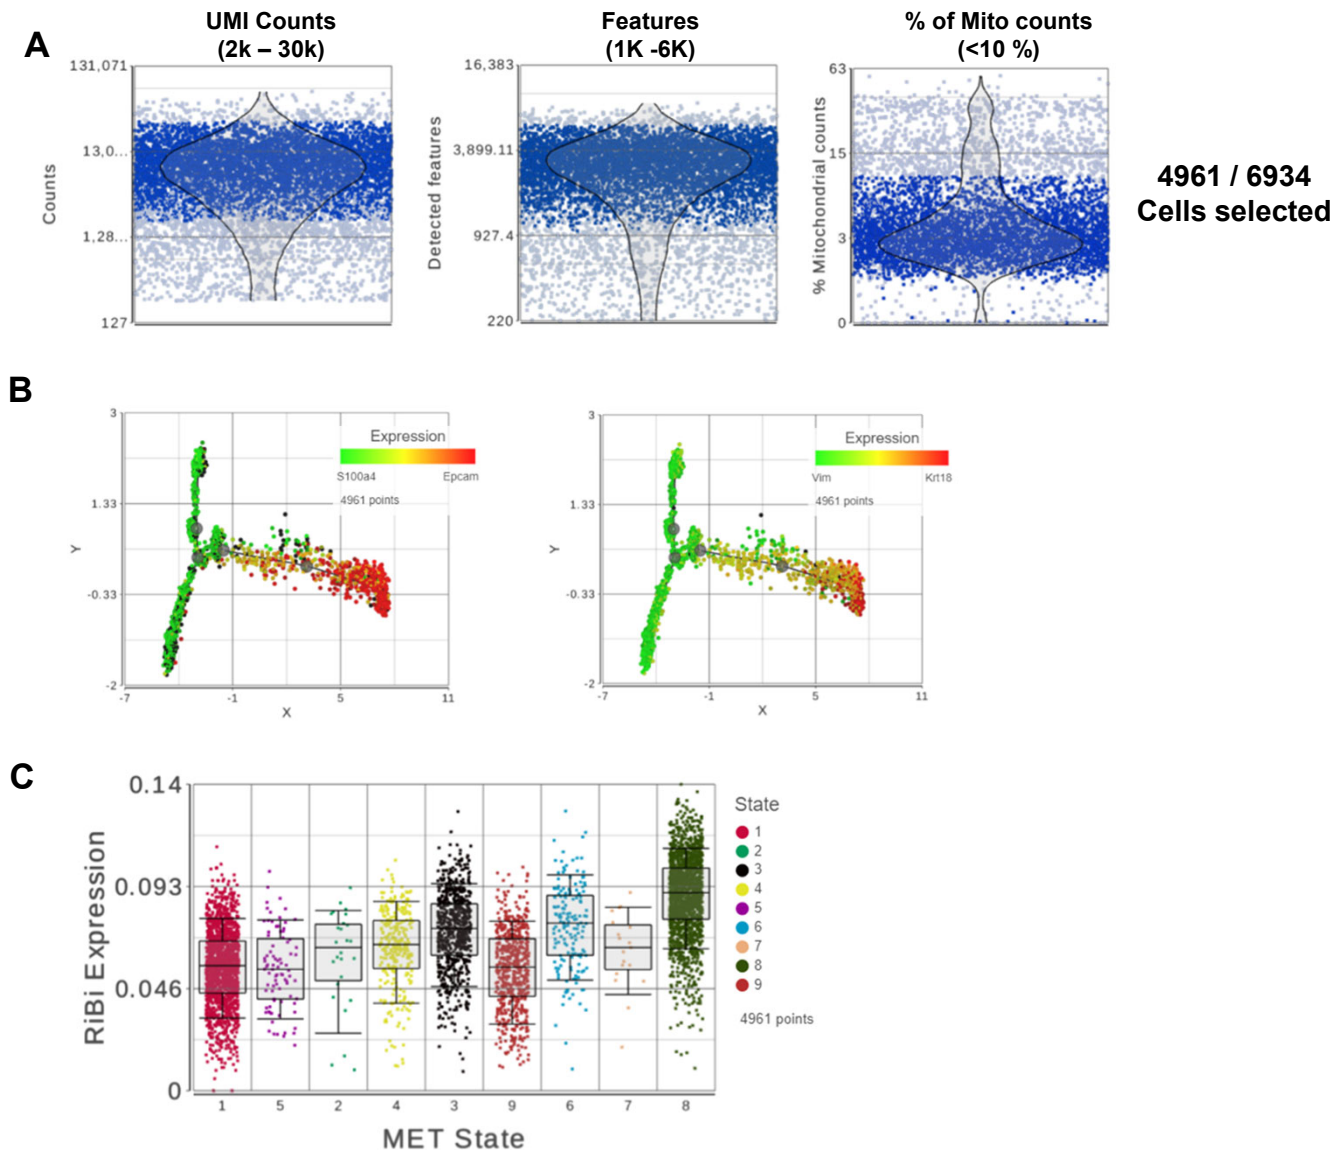 A
UMI Counts
(2k – 30k)
131,071
13,0...
1,28...
127
Counts
Features
(1K -6K)
16,383
3,899.11
927.4
220
Detected features
% of Mito counts
(<10 %)
63
15
3
0
% Mitochondrial counts
4961 / 6934
Cells selected
B
3
1.33
-0.33
-2
Y
-7
-1
5
11
X
Expression
S100a4
Epcam
4961 points
3
1.33
-0.33
-2
Y
-7
-1
5
11
X
Expression
Vim
Krt18
4961 points
C
0.14
0.093
0.046
0
RiBi Expression
1
5
2
4
3
9
6
7
8
MET State
State
1
2
3
4
5
6
7
8
9
4961 points